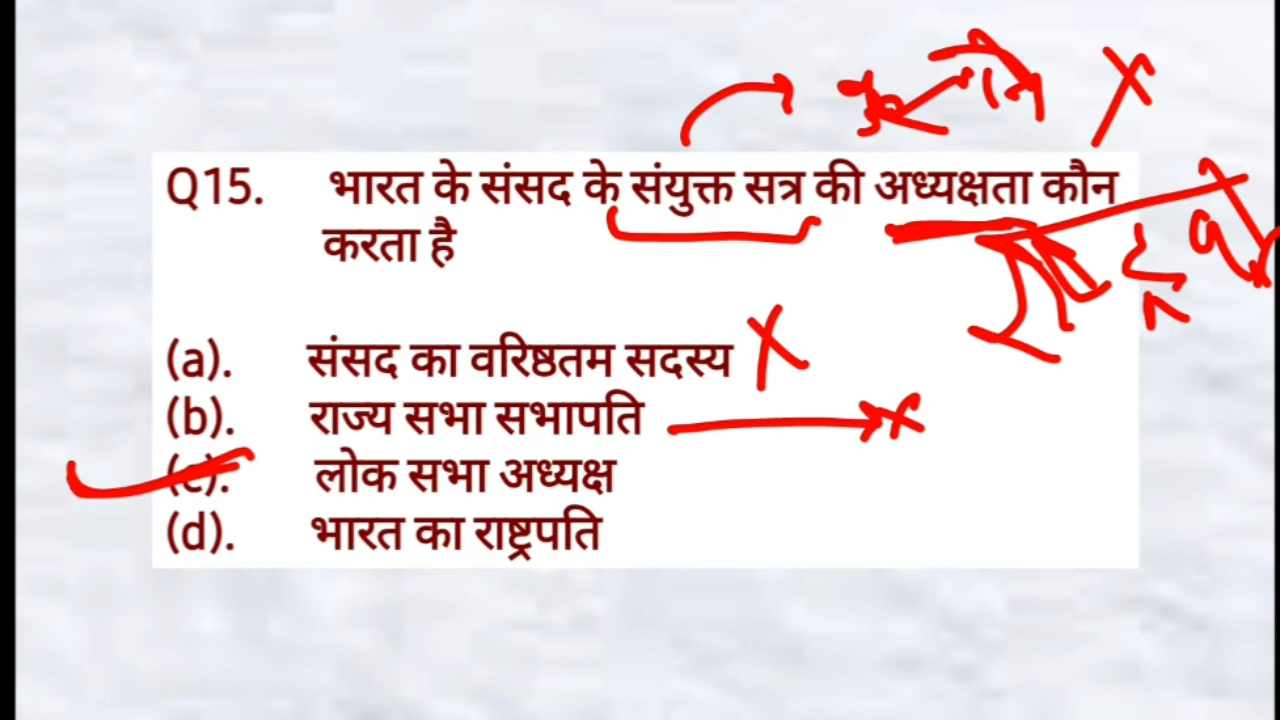 Q15. भारत के संसद के संयुक्त सत्र की अध्यक्षता कौन
करता है
(a). संसद का वरिष्ठतम सदस्य
(b). राज्य सभा सभापति
(c). लोक सभा अध्यक्ष
(d). भारत का राष्ट्रपति